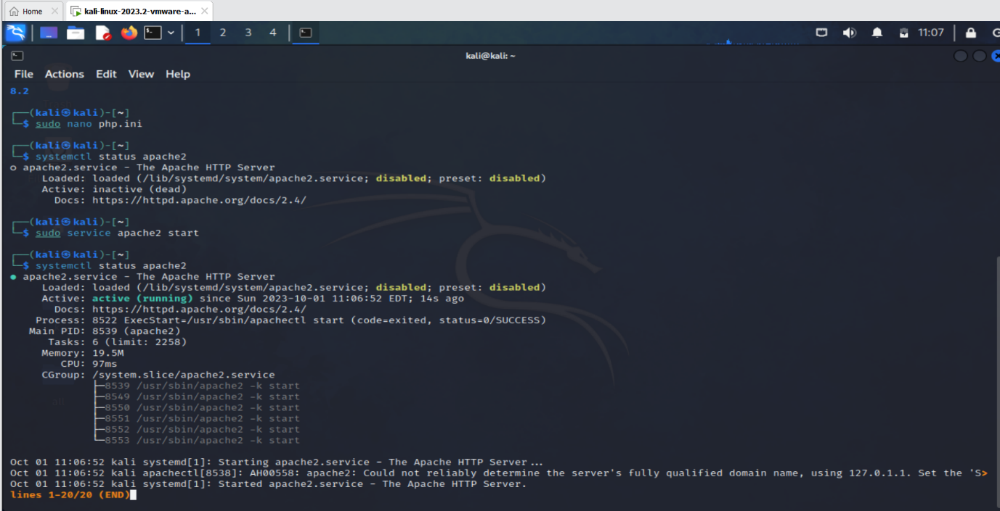 Home
kali-linux-2023.2-vmware-a...
1 2 3 4
11:07
kali@kali: ~
File Actions Edit View Help
8.2
┌──(kali㉿kali)-[~]
└─$ sudo nano php.ini
┌──(kali㉿kali)-[~]
└─$ systemctl status apache2
○ apache2.service - The Apache HTTP Server
Loaded: loaded (/lib/systemd/system/apache2.service; disabled; preset: disabled)
Active: inactive (dead)
Docs: https://httpd.apache.org/docs/2.4/
┌──(kali㉿kali)-[~]
└─$ sudo service apache2 start
┌──(kali㉿kali)-[~]
└─$ systemctl status apache2
● apache2.service - The Apache HTTP Server
Loaded: loaded (/lib/systemd/system/apache2.service; disabled; preset: disabled)
Active: active (running) since Sun 2023-10-01 11:06:52 EDT; 14s ago
Docs: https://httpd.apache.org/docs/2.4/
Process: 8522 ExecStart=/usr/sbin/apachectl start (code=exited, status=0/SUCCESS)
Main PID: 8539 (apache2)
Tasks: 6 (limit: 2258)
Memory: 19.5M
CPU: 97ms
CGroup: /system.slice/apache2.service
├─8539 /usr/sbin/apache2 -k start
├─8549 /usr/sbin/apache2 -k start
├─8550 /usr/sbin/apache2 -k start
├─8551 /usr/sbin/apache2 -k start
├─8552 /usr/sbin/apache2 -k start
└─8553 /usr/sbin/apache2 -k start
Oct 01 11:06:52 kali systemd[1]: Starting apache2.service - The Apache HTTP Server...
Oct 01 11:06:52 kali apachectl[8538]: AH00558: apache2: Could not reliably determine the server's fully qualified domain name, using 127.0.1.1. Set the 'S>
Oct 01 11:06:52 kali systemd[1]: Started apache2.service - The Apache HTTP Server.
lines 1-20/20 (END)